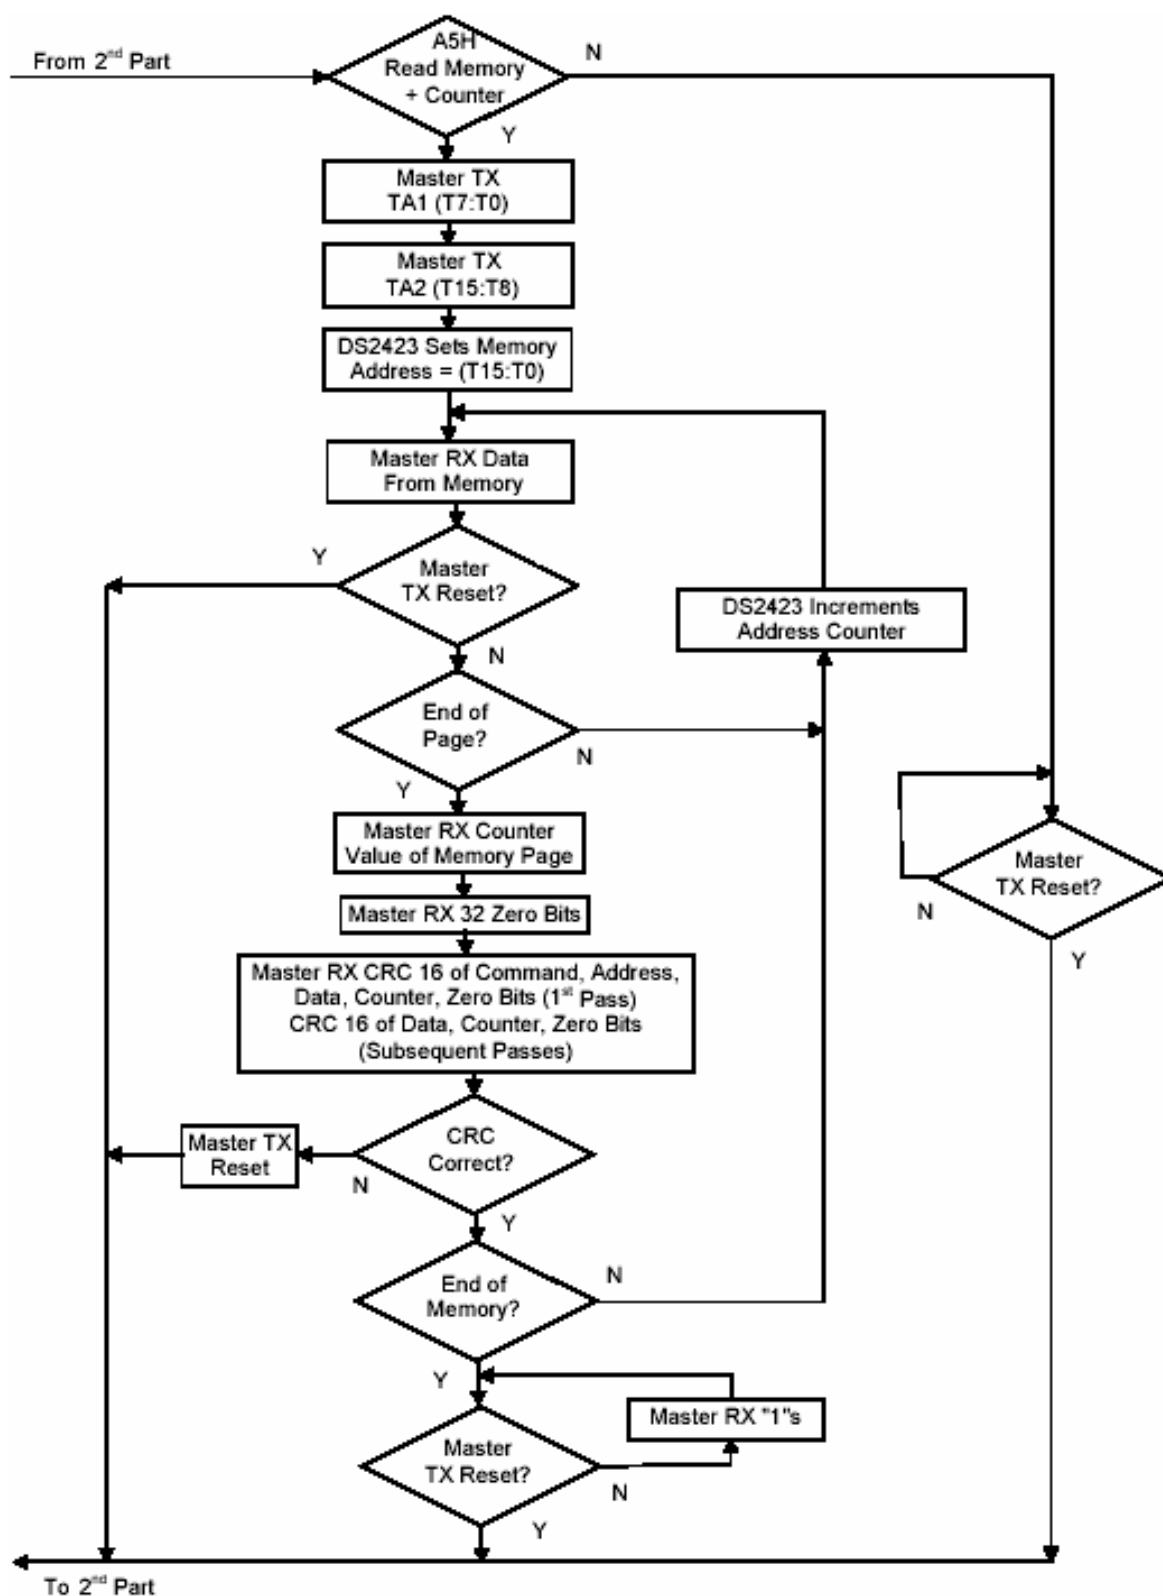 From 2nd Part
A5H
Read Memory
+ Counter
N
Y
Master TX
TA1 (T7:T0)
Master TX
TA2 (T15:T8)
DS2423 Sets Memory
Address = (T15:T0)
Master RX Data
From Memory
Y
Master
TX Reset?
N
DS2423 Increments
Address Counter
End of
Page?
N
Y
Master RX Counter
Value of Memory Page
Master RX 32 Zero Bits
Master
TX Reset?
N
Y
Master RX CRC 16 of Command, Address,
Data, Counter, Zero Bits (1st Pass)
CRC 16 of Data, Counter, Zero Bits
(Subsequent Passes)
Master TX
Reset
CRC
Correct?
N
Y
End of
Memory?
N
Y
Master RX "1"s
Master
TX Reset?
N
Y
To 2nd Part